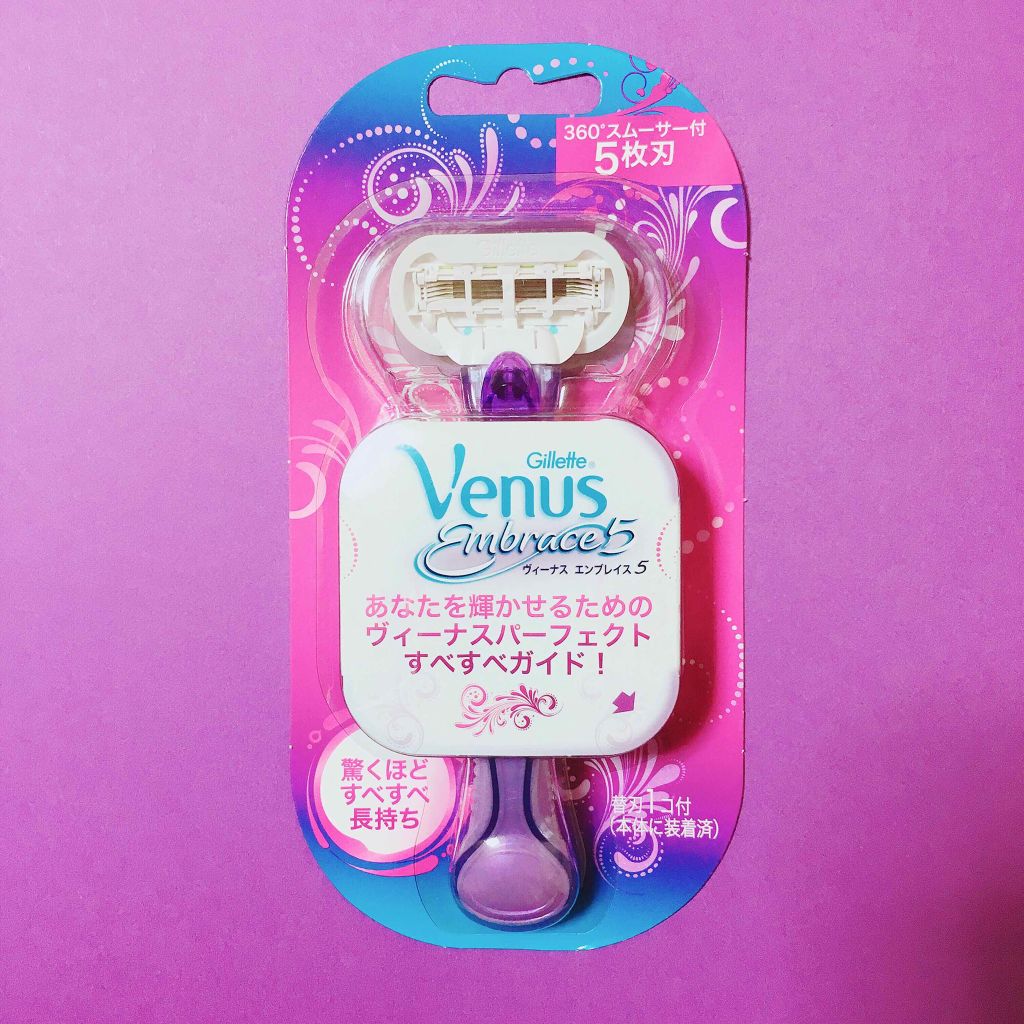 360°スムーサー付
5枚刃
Gillette
Gillette®
Venus
Embrace5
ヴィーナス エンブレイス5
あなたを輝かせるための
ヴィーナスパーフェクト
すべすべガイド！
驚くほど
すべすべ
長持ち
替刃1コ付
(本体に装着済)